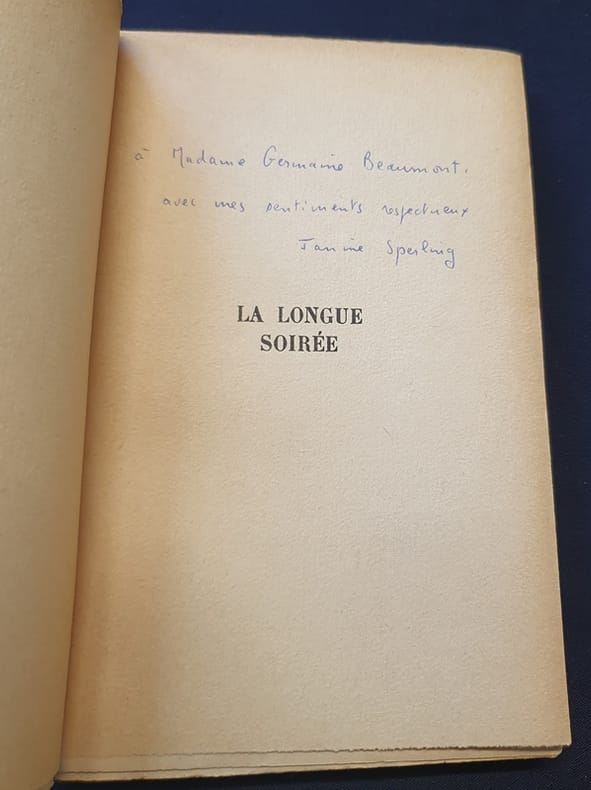 à Madame Germaine Beaumont.
avec mes sentiments respectueux
Janine Sperling
LA LONGUE
SOIRÉE